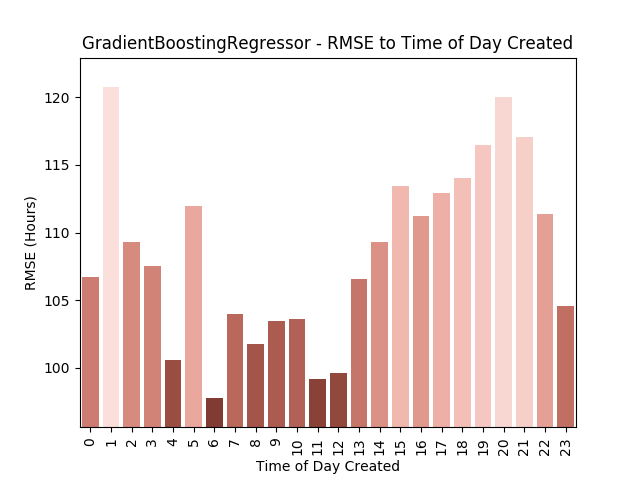 GradientBoostingRegressor - RMSE to Time of Day Created
120
115
110
105
100
RMSE (Hours)
0 1 2 3 4 5 6 7 8 9 10 11 12 13 14 15 16 17 18 19 20 21 22 23
Time of Day Created